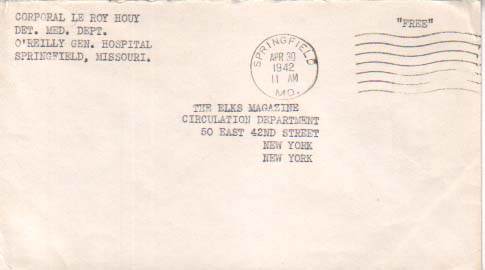 CORPORAL LE ROY HOUY
DET. MED. DEPT.
O'REILLY GEN. HOSPITAL
SPRINGFIELD, MISSOURI.
"FREE"
SPRINGFIELD
APR 30
1942
11 AM
MO.
THE ELKS MAGAZINE
CIRCULATION DEPARTMENT
50 EAST 42ND STREET
NEW YORK
NEW YORK